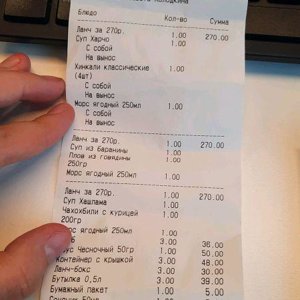 Блюдо Кол-во Сумма
Ланч за 270р. 1.00 270.00
Суп Харчо 1.00
С собой
На вынос
Хинкали классические 1.00
(4шт)
С собой
На вынос
Морс ягодный 250мл 1.00
С собой
На вынос
Ланч за 270р. 1.00 270.00
Суп из баранины 1.00
Плов из говядины 1.00
250гр
Морс ягодный 250мл 1.00
Ланч за 270р. 1.00
Суп Хашлама 1.00
Чахохбили с курицей 1.00
200гр
ягодный 250мл 1.00
3.00 36.00
Чесночный 50гр 1.00 50.00
Контейнер с крышкой 3.00 48.00
Ланч-Бокс 3.00 30.00
Бутылка 0,5л 3.00 39.00
Бумажный пакет 1.00 5.00